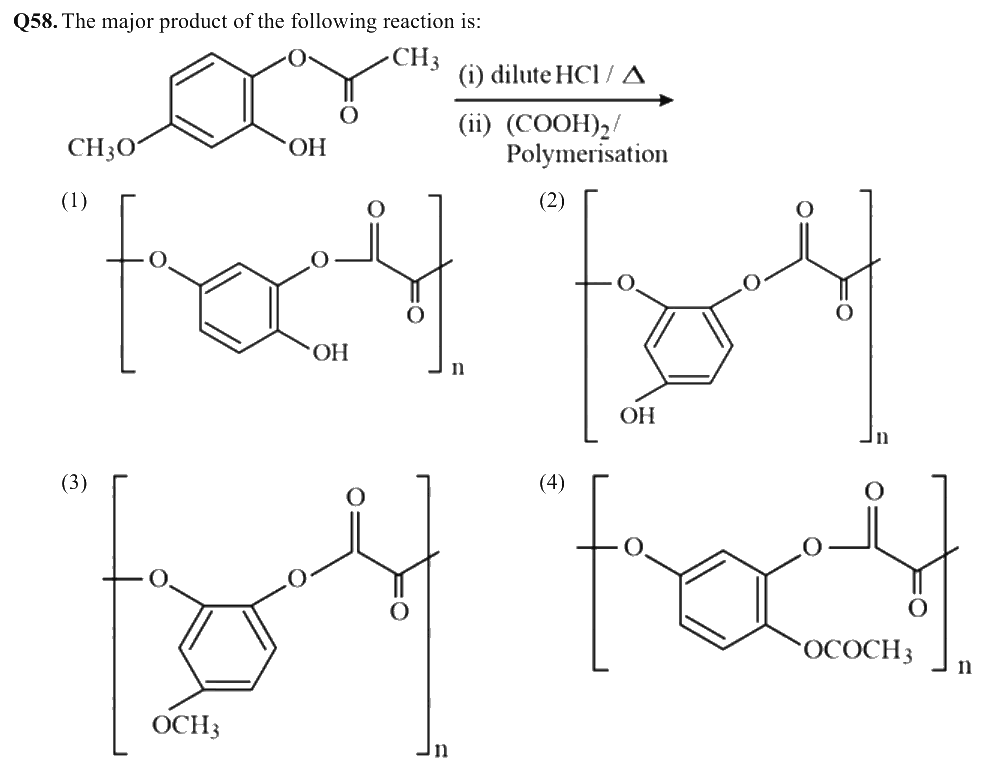 Q58. The major product of the following reaction is:
O
CH3
(i) dilute HCl / Δ
O
(ii) (COOH)2/
CH3O
OH
Polymerisation
(1)
(2)
O
O
O
O
O
O
O
O
OH
n
OH
n
(3)
(4)
O
O
O
O
O
O
O
O
OCOCH3
n
OCH3
n